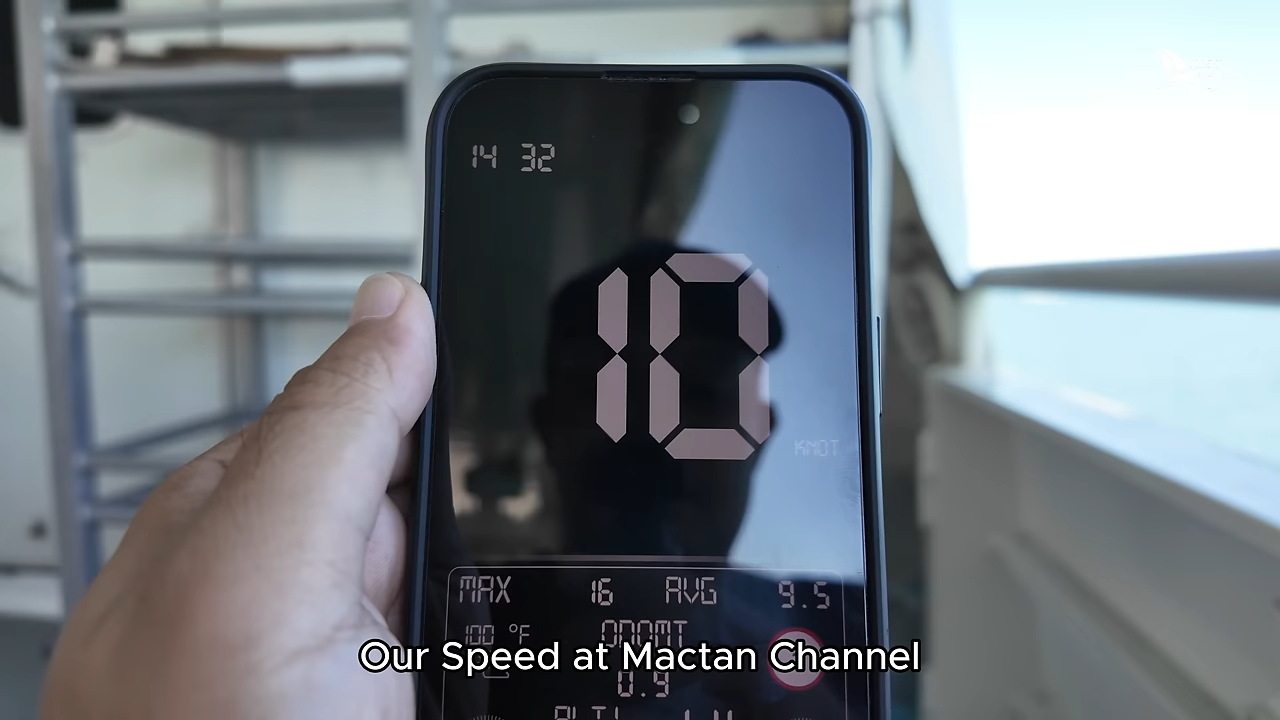 14 32
10
KNOT
MAX 16 AVG 9.5
100 °F ODOMT
Our Speed at Mactan Channel
0.9